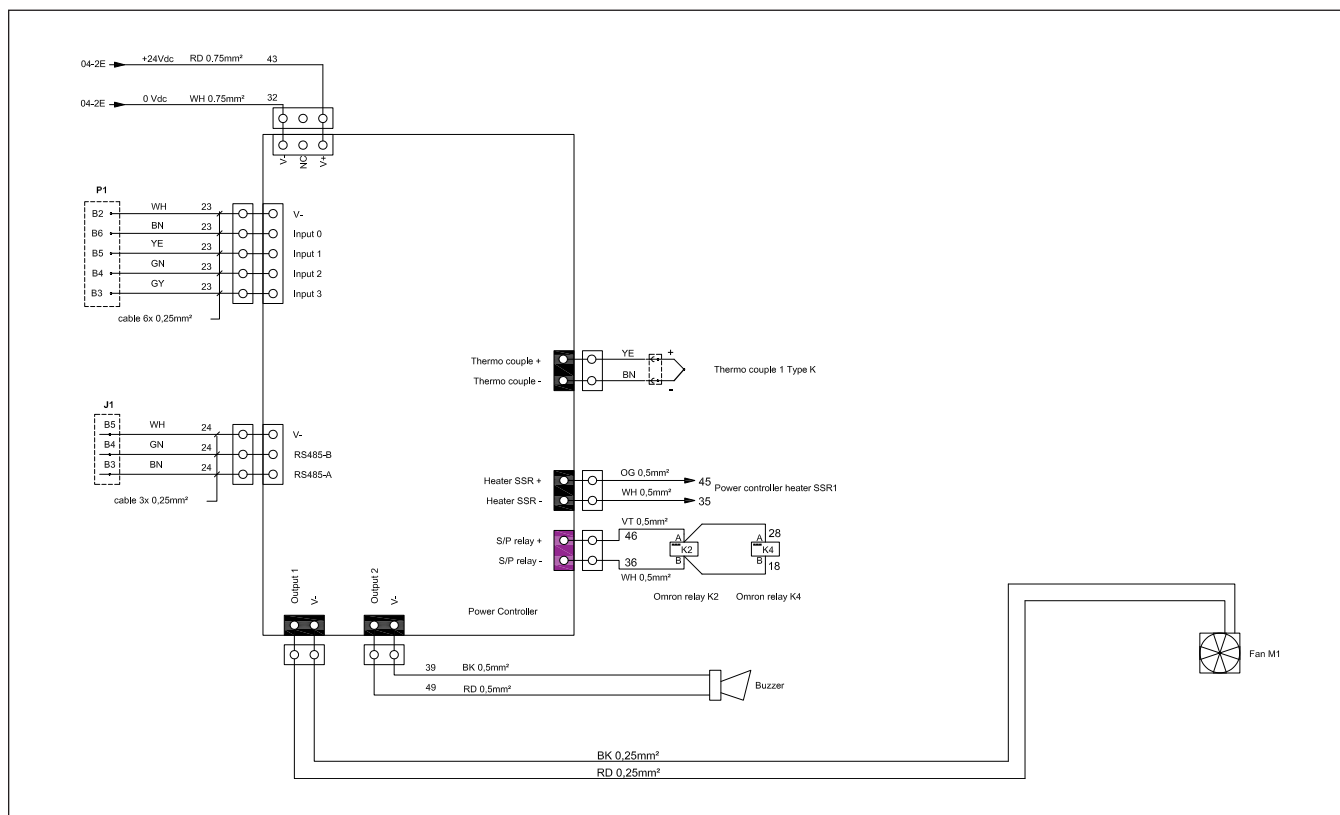 04-2E +24Vdc RD 0.75mm² 43
04-2E 0 Vdc WH 0.75mm² 32
V- NC V+
P1
B2 WH 23 V-
B6 BN 23 Input 0
B5 YE 23 Input 1
B4 GN 23 Input 2
B3 GY 23 Input 3
cable 6x 0,25mm²
Thermo couple + YE +
Thermo couple 1 Type K
Thermo couple - BN -
J1
B5 WH 24 V-
B4 GN 24 RS485-B
B3 BN 24 RS485-A
cable 3x 0,25mm²
Heater SSR + OG 0,5mm² 45
Power controller heater SSR1
Heater SSR - WH 0,5mm² 35
VT 0,5mm²
S/P relay + 46 A 28
K2 A K4
S/P relay - 36 B B 18
WH 0,5mm²
Omron relay K2 Omron relay K4
Output 1 V- Output 2 V-
Power Controller
Fan M1
39 BK 0,5mm²
Buzzer
49 RD 0,5mm²
BK 0,25mm²
RD 0,25mm²